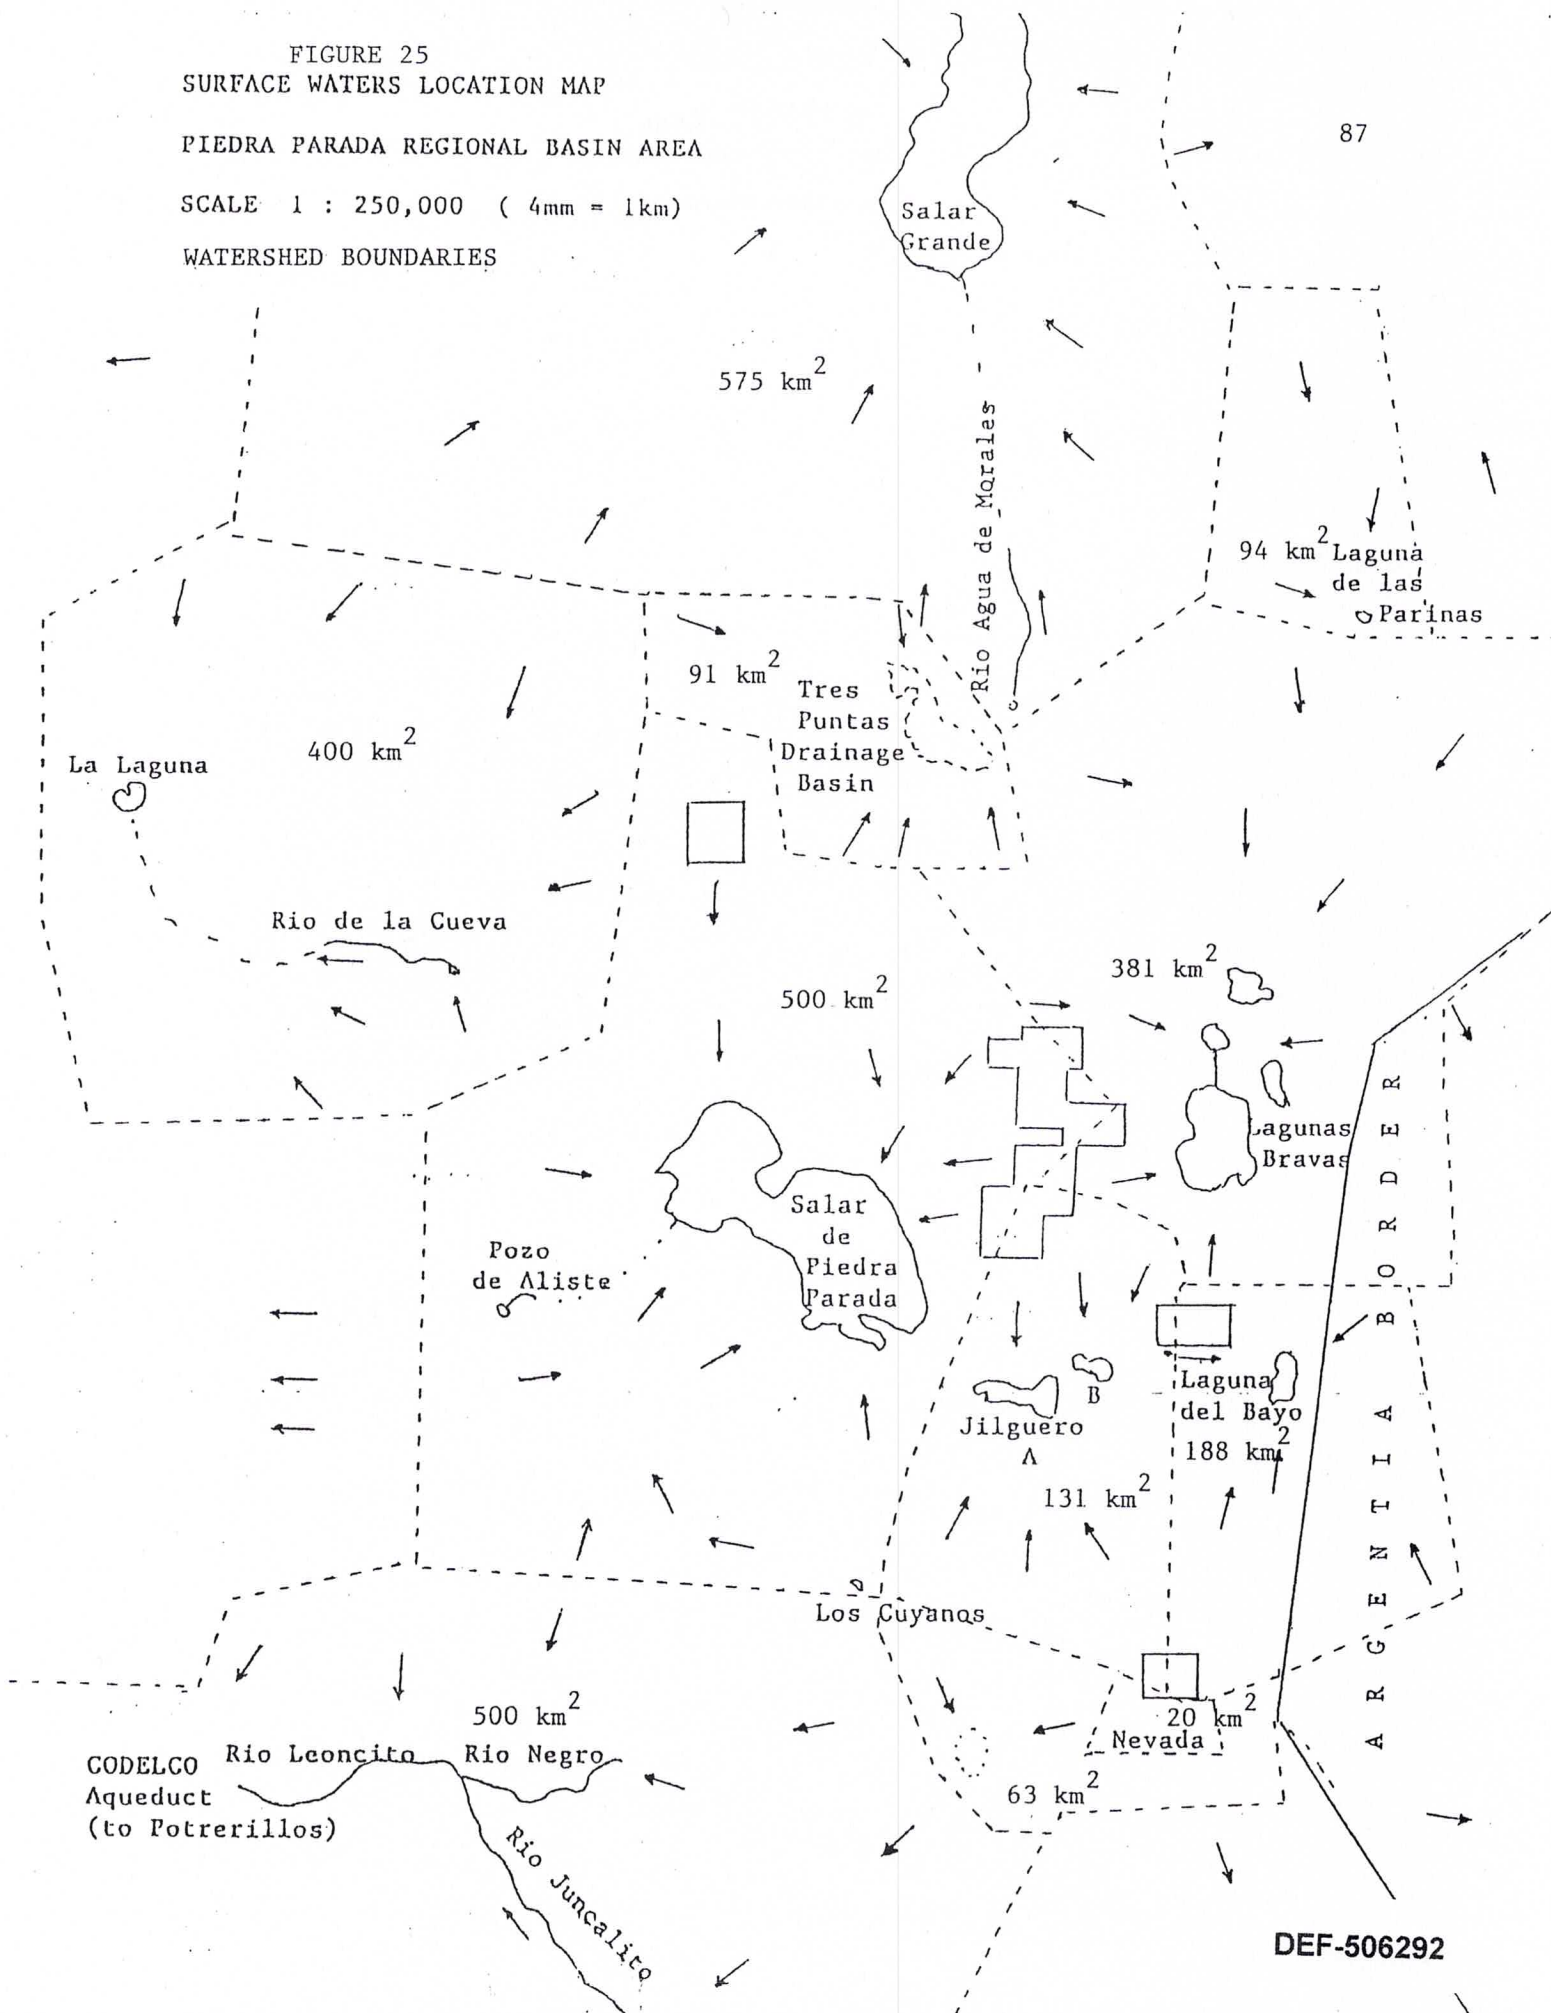 FIGURE 25
SURFACE WATERS LOCATION MAP
PIEDRA PARADA REGIONAL BASIN AREA
SCALE 1 : 250,000 ( 4mm = 1km)
WATERSHED BOUNDARIES
87
Salar
Grande
575 km²
Rio Agua de Morales
94 km²
Laguna
de las
Parinas
91 km²
Tres
Puntas
Drainage
Basin
400 km²
La Laguna
Rio de la Cueva
381 km²
500 km²
Lagunas
Bravas
Salar
de
Piedra
Parada
Pozo
de Aliste
ARGENTIA BORDER
B
Laguna
del Bayo
188 km²
Jilguero
A
131 km²
Los Cuyanos
500 km²
20 km²
Nevada
63 km²
CODELCO
Aqueduct
(to Potrerillos)
Rio Leoncito
Rio Negro
Rio Juncalito
DEF-506292